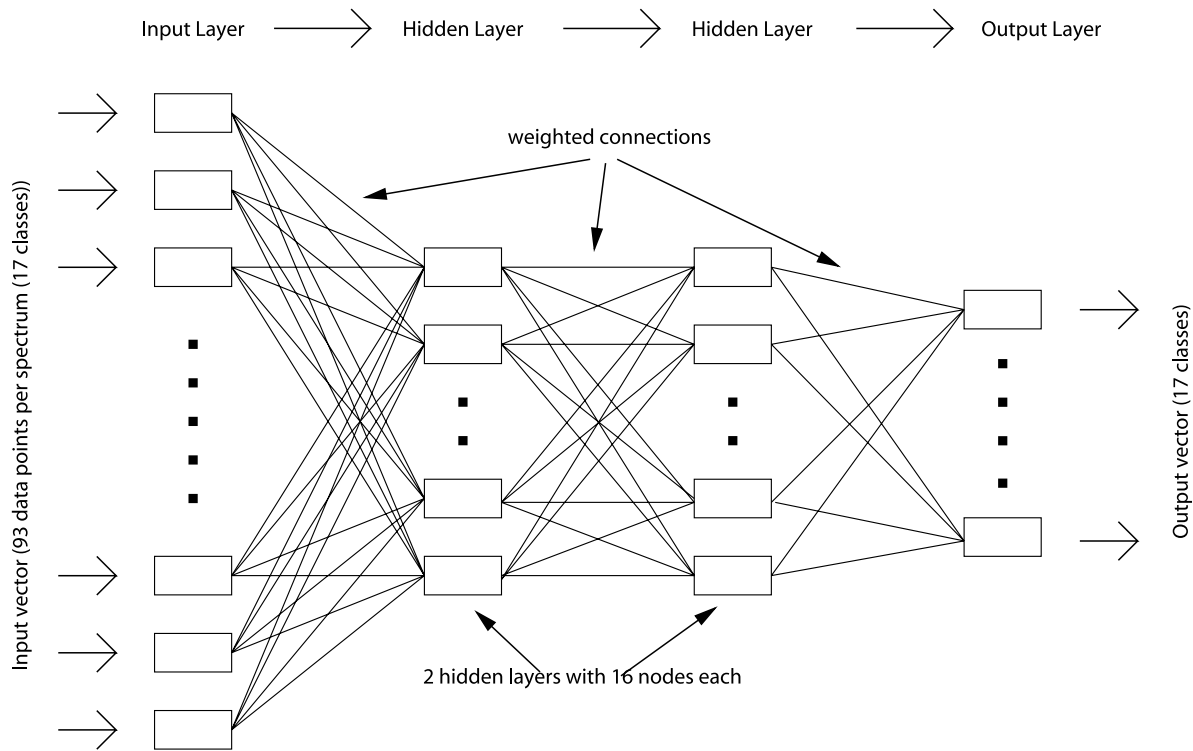 Input Layer
Hidden Layer
Hidden Layer
Output Layer
weighted connections
Input vector (93 data points per spectrum (17 classes))
Output vector (17 classes)
2 hidden layers with 16 nodes each